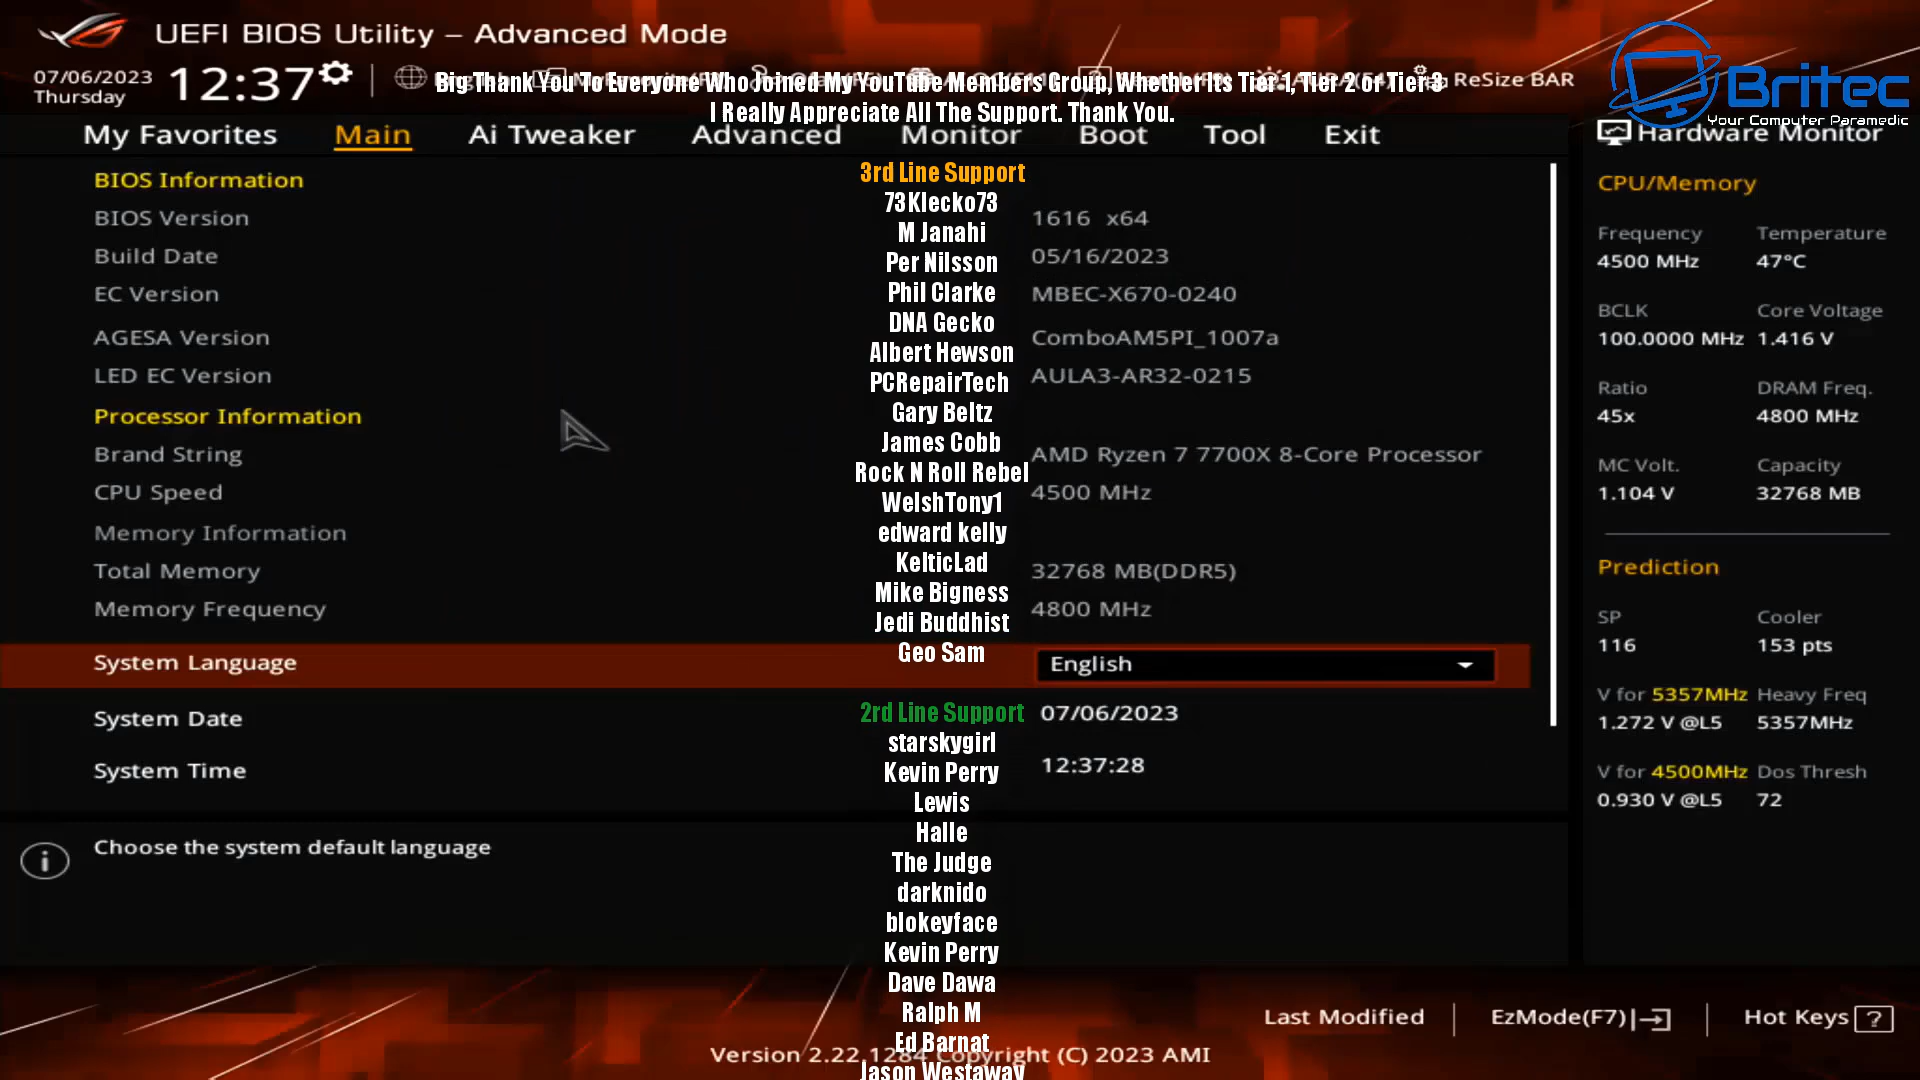 UEFI BIOS Utility – Advanced Mode
07/06/2023
Thursday
12:37
Big Thank You To Everyone Who Joined My YouTube Members Group, Whether Its Tier 1, Tier 2 or Tier 3
ReSize BAR
I Really Appreciate All The Support. Thank You.
Britec
Your Computer Paramedic
My Favorites Main Ai Tweaker Advanced Monitor Boot Tool Exit
Hardware Monitor
BIOS Information
BIOS Version 1616 x64
Build Date 05/16/2023
EC Version MBEC-X670-0240
AGESA Version ComboAM5PI_1007a
LED EC Version AULA3-AR32-0215
Processor Information
Brand String AMD Ryzen 7 7700X 8-Core Processor
CPU Speed 4500 MHz
Memory Information
Total Memory 32768 MB(DDR5)
Memory Frequency 4800 MHz
System Language English
System Date 07/06/2023
System Time 12:37:28
Choose the system default language
3rd Line Support
73Klecko73
M Janahi
Per Nilsson
Phil Clarke
DNA Gecko
Albert Hewson
PCRepairTech
Gary Beltz
James Cobb
Rock N Roll Rebel
WelshTony1
edward kelly
KelticLad
Mike Bigness
Jedi Buddhist
Geo Sam
2rd Line Support
starskygirl
Kevin Perry
Lewis
Halle
The Judge
darknido
blokeyface
Kevin Perry
Dave Dawa
Ralph M
Ed Barnat
Jason Westaway
CPU/Memory
Frequency Temperature
4500 MHz 47°C
BCLK Core Voltage
100.0000 MHz 1.416 V
Ratio DRAM Freq.
45x 4800 MHz
MC Volt. Capacity
1.104 V 32768 MB
Prediction
SP Cooler
116 153 pts
V for 5357MHz Heavy Freq
1.272 V @L5 5357MHz
V for 4500MHz Dos Thresh
0.930 V @L5 72
Last Modified EzMode(F7) Hot Keys ?
Version 2.22.1284 Copyright (C) 2023 AMI